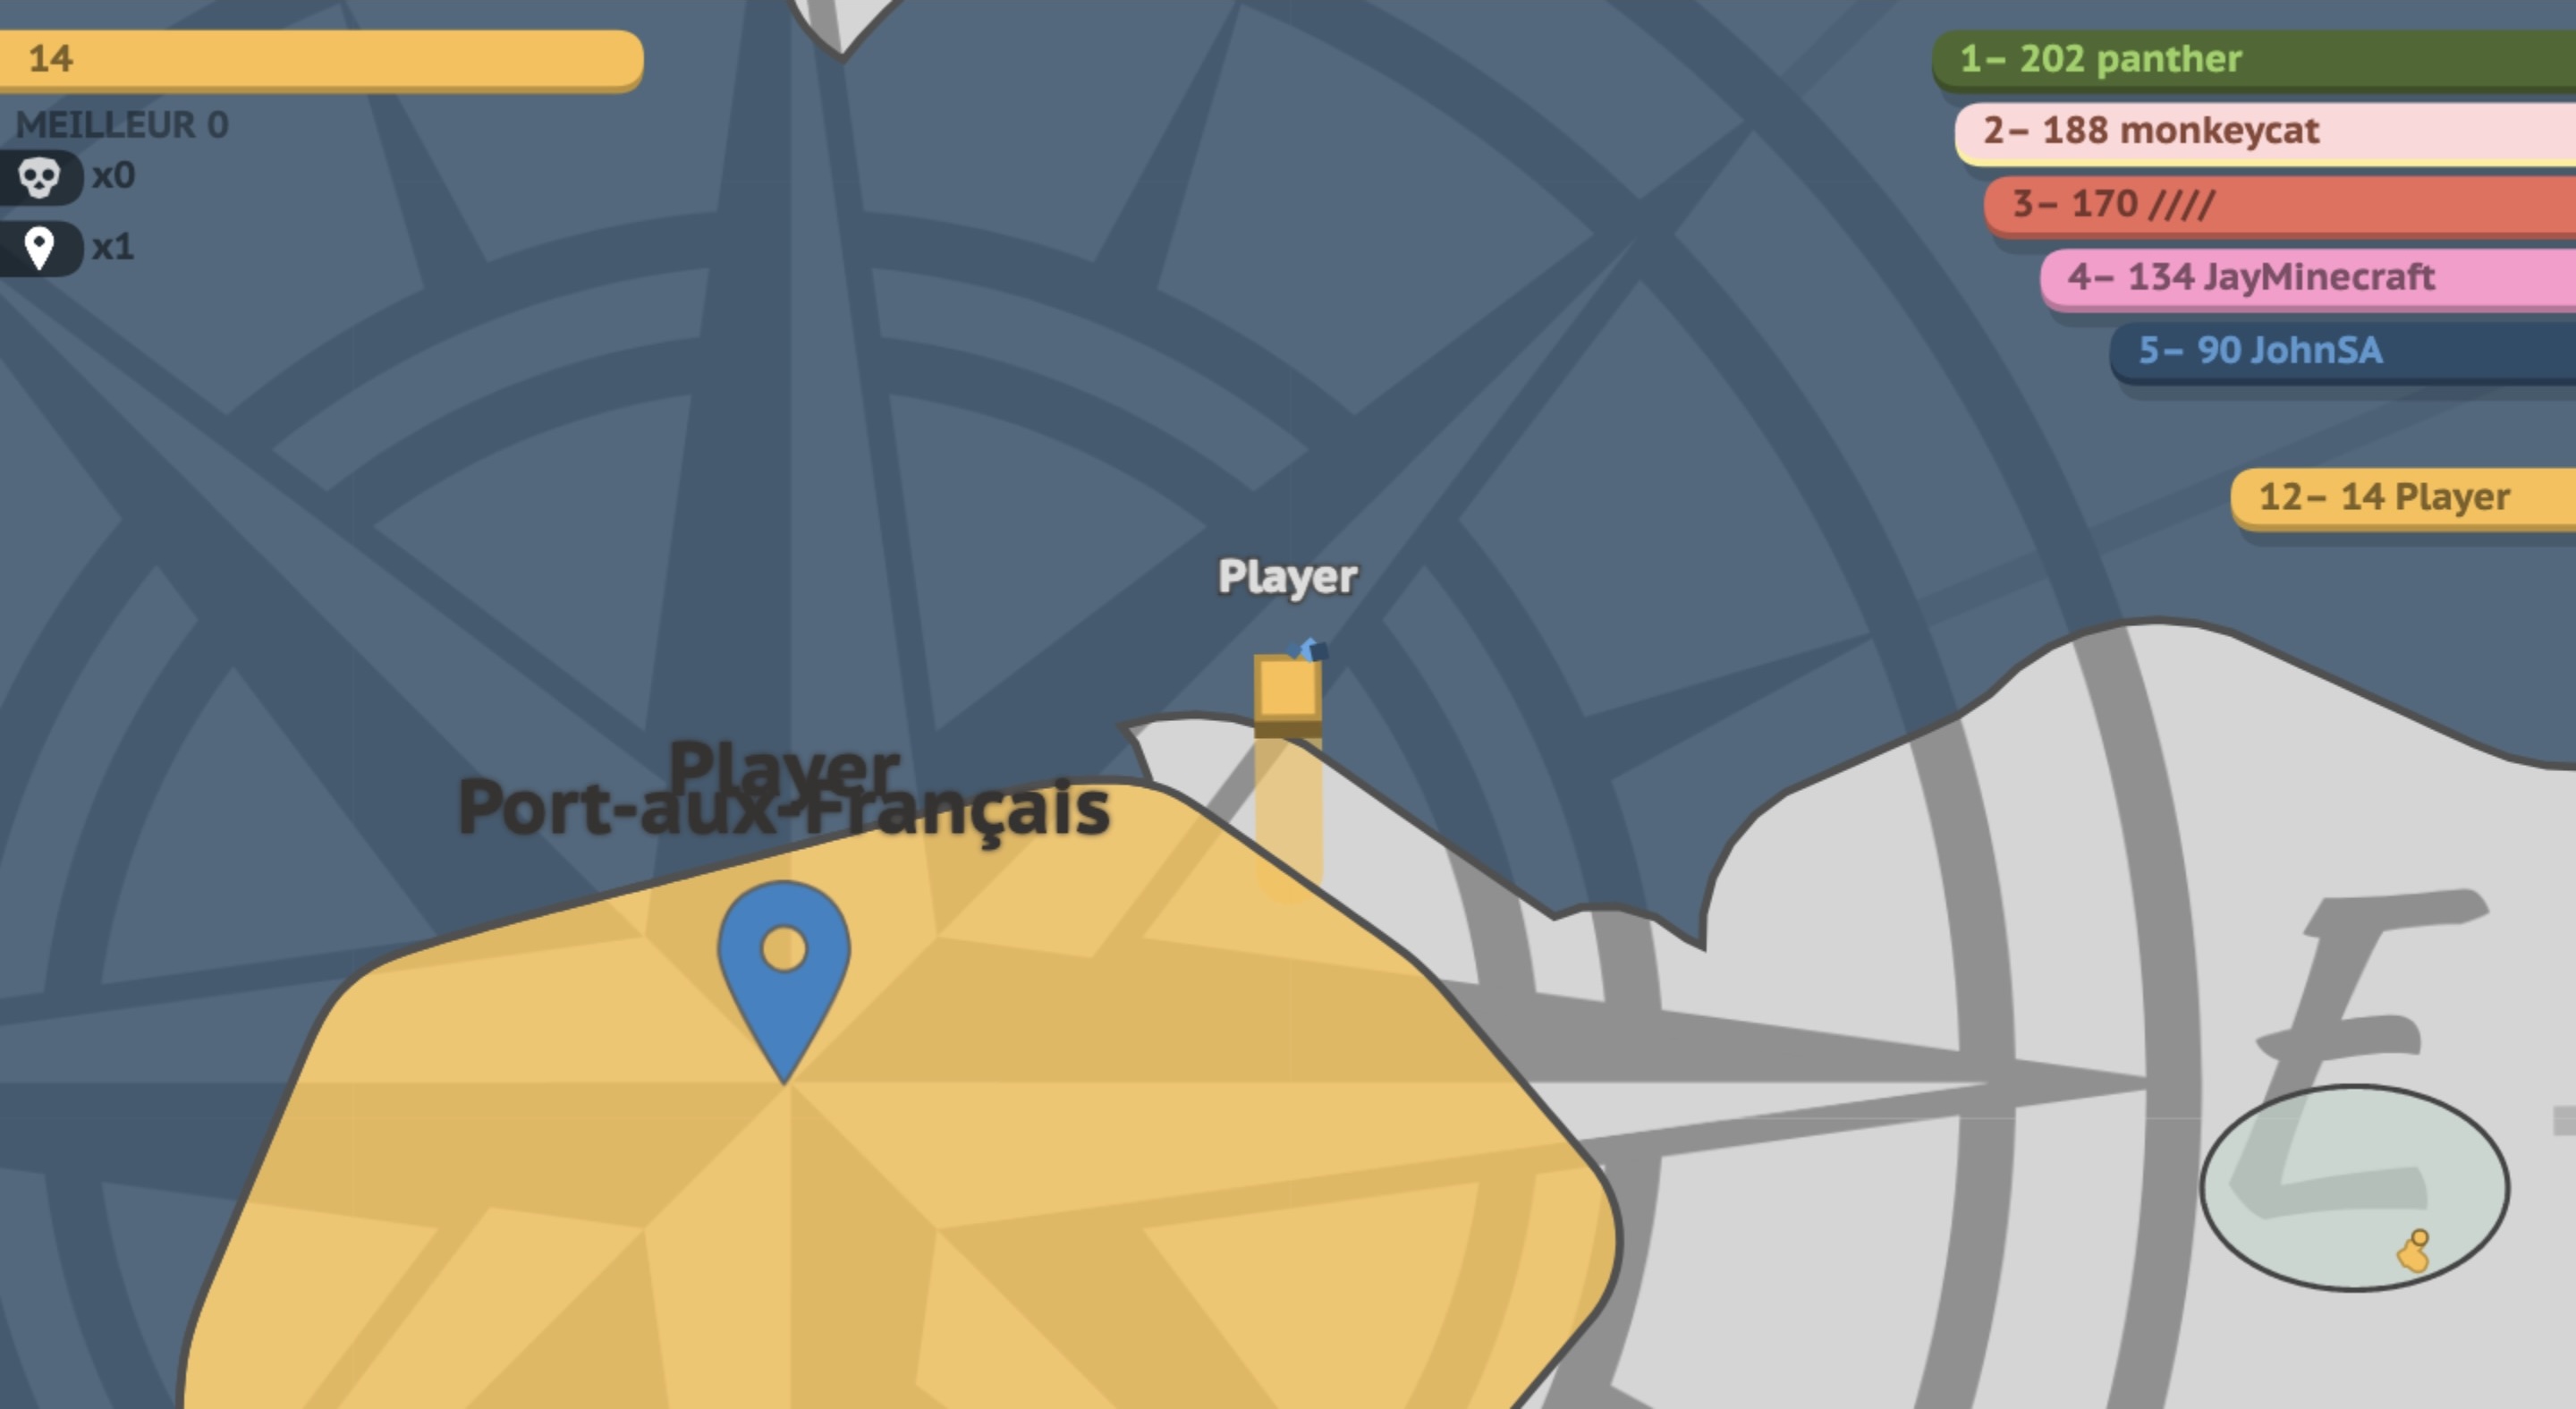 14
MEILLEUR 0
x0
x1
1– 202 panther
2– 188 monkeycat
3– 170 ////
4– 134 JayMinecraft
5– 90 JohnSA
12– 14 Player
Player
Player
Port-aux-Français
E